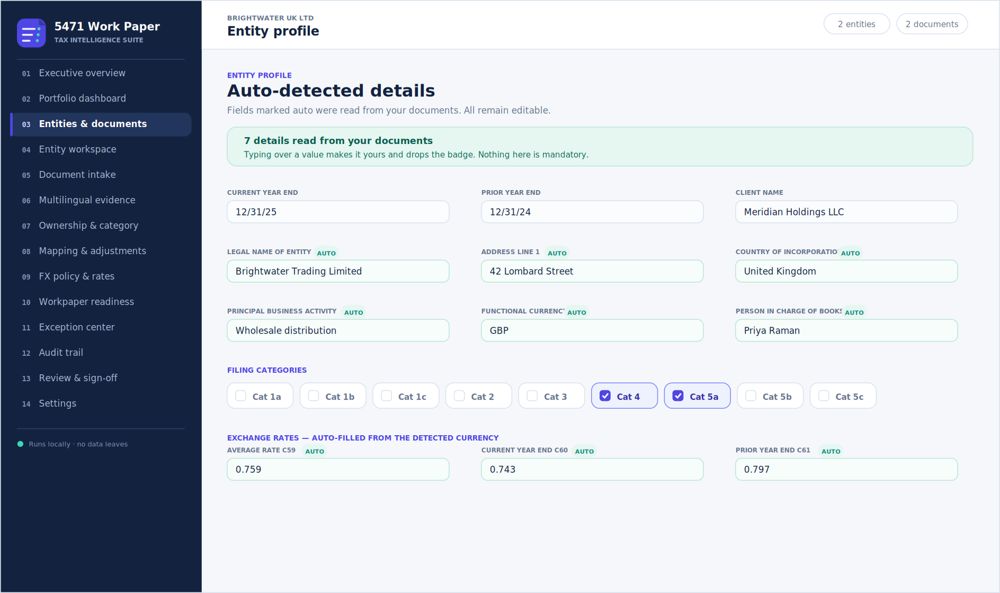 5471 Work Paper
TAX INTELLIGENCE SUITE
01 Executive overview
02 Portfolio dashboard
03 Entities & documents
04 Entity workspace
05 Document intake
06 Multilingual evidence
07 Ownership & category
08 Mapping & adjustments
09 FX policy & rates
10 Workpaper readiness
11 Exception center
12 Audit trail
13 Review & sign-off
14 Settings
Runs locally · no data leaves
BRIGHTWATER UK LTD
Entity profile
2 entities
2 documents
ENTITY PROFILE
Auto-detected details
Fields marked auto were read from your documents. All remain editable.
7 details read from your documents
Typing over a value makes it yours and drops the badge. Nothing here is mandatory.
CURRENT YEAR END
12/31/25
PRIOR YEAR END
12/31/24
CLIENT NAME
Meridian Holdings LLC
LEGAL NAME OF ENTITY AUTO
Brightwater Trading Limited
ADDRESS LINE 1 AUTO
42 Lombard Street
COUNTRY OF INCORPORATIO AUTO
United Kingdom
PRINCIPAL BUSINESS ACTIVITY AUTO
Wholesale distribution
FUNCTIONAL CURRENCY AUTO
GBP
PERSON IN CHARGE OF BOOKS AUTO
Priya Raman
FILING CATEGORIES
Cat 1a
Cat 1b
Cat 1c
Cat 2
Cat 3
Cat 4
Cat 5a
Cat 5b
Cat 5c
EXCHANGE RATES — AUTO-FILLED FROM THE DETECTED CURRENCY
AVERAGE RATE C59 AUTO
0.759
CURRENT YEAR END C60 AUTO
0.743
PRIOR YEAR END C61 AUTO
0.797